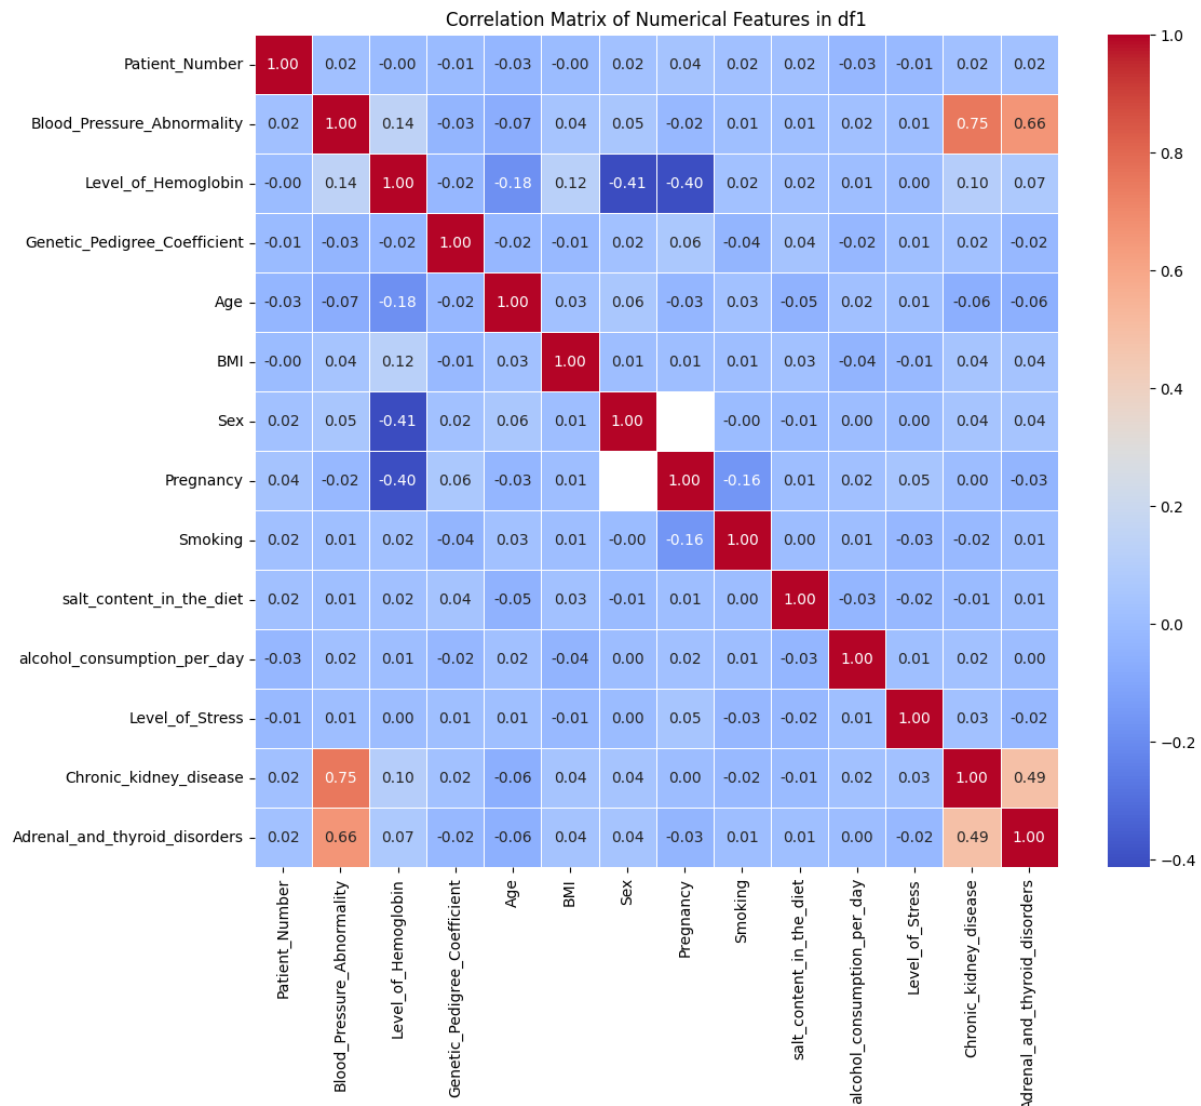 Correlation Matrix of Numerical Features in df1
Patient_Number 1.00 0.02 -0.00 -0.01 -0.03 -0.00 0.02 0.04 0.02 0.02 -0.03 -0.01 0.02 0.02
Blood_Pressure_Abnormality 0.02 1.00 0.14 -0.03 -0.07 0.04 0.05 -0.02 0.01 0.01 0.02 0.01 0.75 0.66
Level_of_Hemoglobin -0.00 0.14 1.00 -0.02 -0.18 0.12 -0.41 -0.40 0.02 0.02 0.01 0.00 0.10 0.07
Genetic_Pedigree_Coefficient -0.01 -0.03 -0.02 1.00 -0.02 -0.01 0.02 0.06 -0.04 0.04 -0.02 0.01 0.02 -0.02
Age -0.03 -0.07 -0.18 -0.02 1.00 0.03 0.06 -0.03 0.03 -0.05 0.02 0.01 -0.06 -0.06
BMI -0.00 0.04 0.12 -0.01 0.03 1.00 0.01 0.01 0.01 0.03 -0.04 -0.01 0.04 0.04
Sex 0.02 0.05 -0.41 0.02 0.06 0.01 1.00 -0.00 -0.01 0.00 0.00 0.04 0.04
Pregnancy 0.04 -0.02 -0.40 0.06 -0.03 0.01 1.00 -0.16 0.01 0.02 0.05 0.00 -0.03
Smoking 0.02 0.01 0.02 -0.04 0.03 0.01 -0.00 -0.16 1.00 0.00 0.01 -0.03 -0.02 0.01
salt_content_in_the_diet 0.02 0.01 0.02 0.04 -0.05 0.03 -0.01 0.01 0.00 1.00 -0.03 -0.02 -0.01 0.01
alcohol_consumption_per_day -0.03 0.02 0.01 -0.02 0.02 -0.04 0.00 0.02 0.01 -0.03 1.00 0.01 0.02 0.00
Level_of_Stress -0.01 0.01 0.00 0.01 0.01 -0.01 0.00 0.05 -0.03 -0.02 0.01 1.00 0.03 -0.02
Chronic_kidney_disease 0.02 0.75 0.10 0.02 -0.06 0.04 0.04 0.00 -0.02 -0.01 0.02 0.03 1.00 0.49
Adrenal_and_thyroid_disorders 0.02 0.66 0.07 -0.02 -0.06 0.04 0.04 -0.03 0.01 0.01 0.00 -0.02 0.49 1.00
Patient_Number
Blood_Pressure_Abnormality
Level_of_Hemoglobin
Genetic_Pedigree_Coefficient
Age
BMI
Sex
Pregnancy
Smoking
salt_content_in_the_diet
alcohol_consumption_per_day
Level_of_Stress
Chronic_kidney_disease
Adrenal_and_thyroid_disorders
1.0
0.8
0.6
0.4
0.2
0.0
−0.2
−0.4